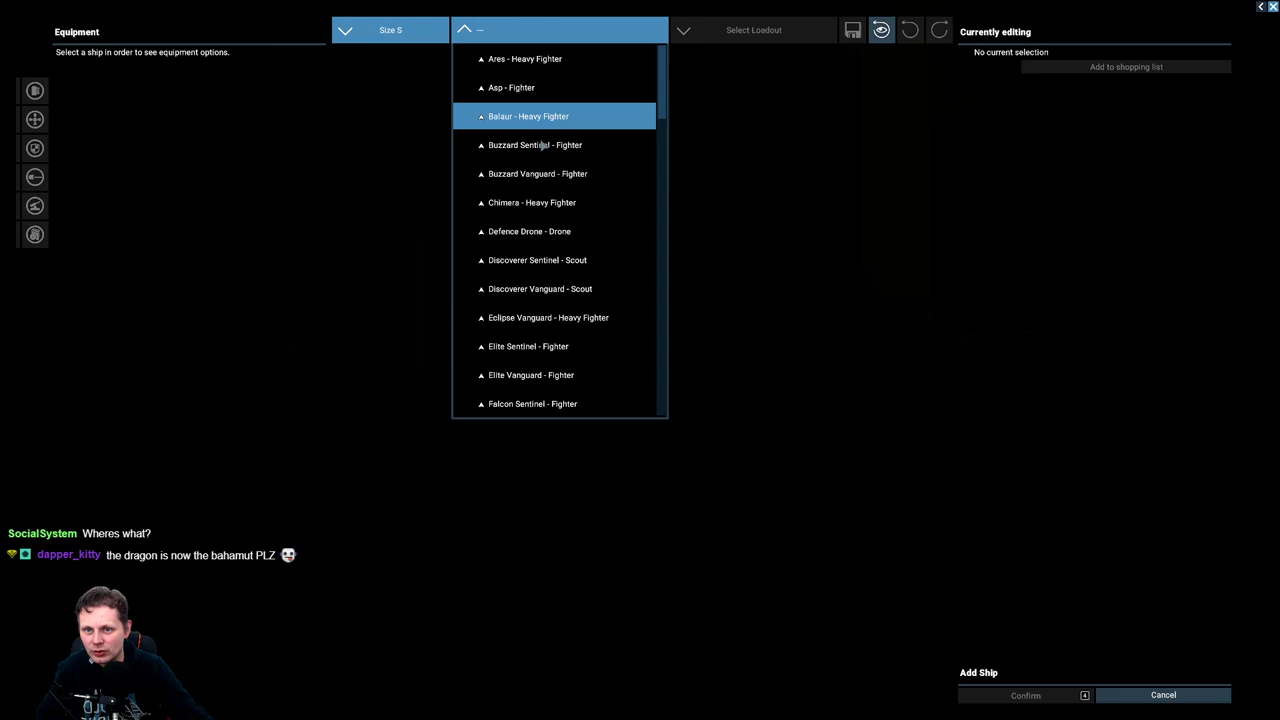 Equipment
Select a ship in order to see equipment options.
Size S
--
Select Loadout
Currently editing
No current selection
Add to shopping list
Ares - Heavy Fighter
Asp - Fighter
Balaur - Heavy Fighter
Buzzard Sentinel - Fighter
Buzzard Vanguard - Fighter
Chimera - Heavy Fighter
Defence Drone - Drone
Discoverer Sentinel - Scout
Discoverer Vanguard - Scout
Eclipse Vanguard - Heavy Fighter
Elite Sentinel - Fighter
Elite Vanguard - Fighter
Falcon Sentinel - Fighter
SocialSystem Wheres what?
dapper_kitty the dragon is now the bahamut PLZ
Add Ship
Confirm 4
Cancel